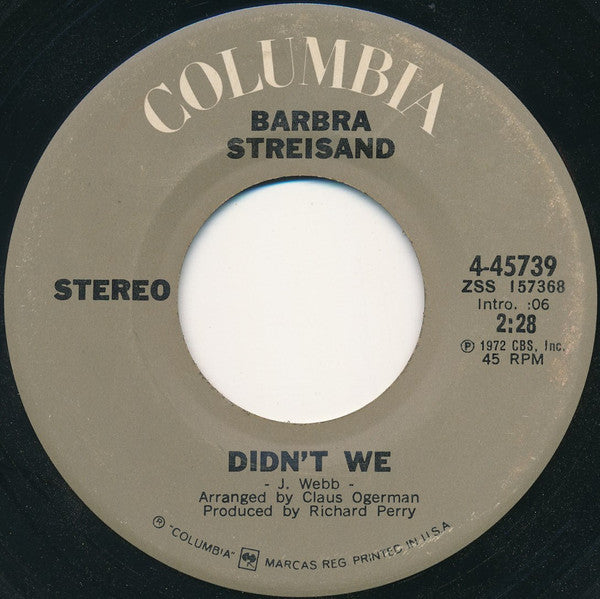 COLUMBIA
BARBRA
STREISAND
STEREO
4-45739
ZSS 157368
Intro. :06
2:28
Ⓟ 1972 CBS, Inc.
45 RPM
DIDN'T WE
- J. Webb -
Arranged by Claus Ogerman
Produced by Richard Perry
® "COLUMBIA" MARCAS REG. PRINTED IN U.S.A